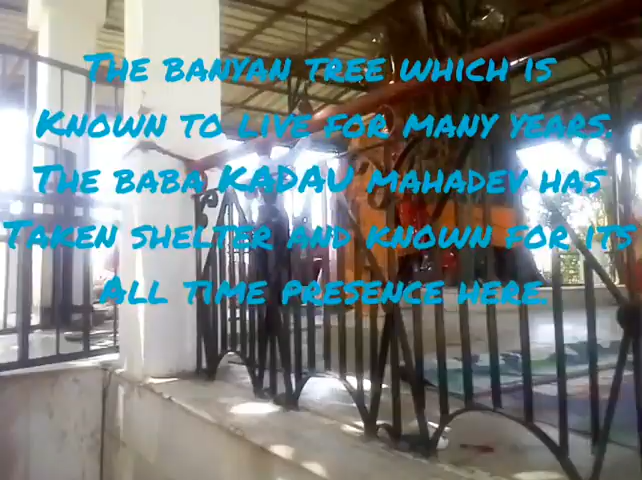 The banyan tree which is
Known to live for many years.
The baba KADAU mahadev has
Taken shelter and known for its
All time presence here.